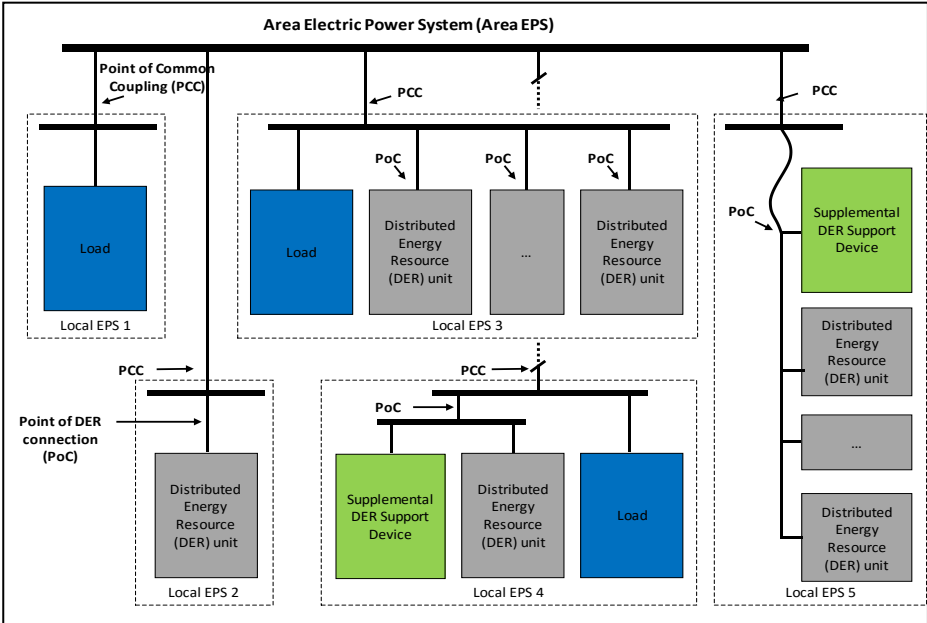 Area Electric Power System (Area EPS)
Point of Common
Coupling (PCC)
PCC
PCC
PoC
PoC
PoC
Load
Load
Distributed
Energy
Resource
(DER) unit
...
Distributed
Energy
Resource
(DER) unit
PoC
Supplemental
DER Support
Device
Local EPS 1
Local EPS 3
Distributed
Energy
Resource
(DER) unit
...
Distributed
Energy
Resource
(DER) unit
Local EPS 5
PCC
Point of DER
connection
(PoC)
Distributed
Energy
Resource
(DER) unit
Local EPS 2
PCC
PoC
Supplemental
DER Support
Device
Distributed
Energy
Resource
(DER) unit
Load
Local EPS 4